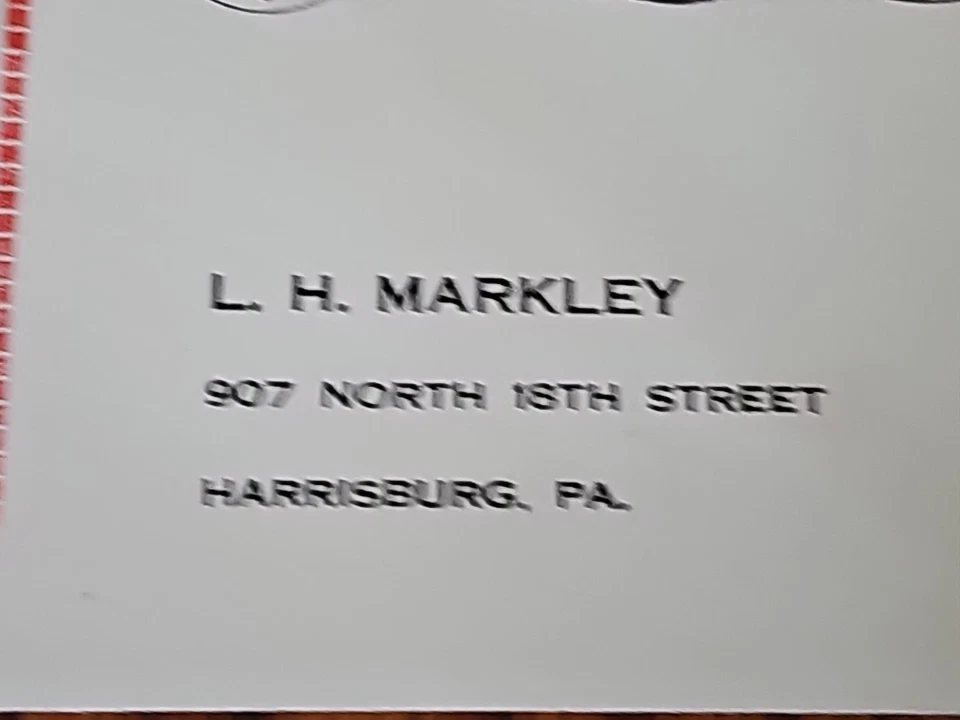 L. H. MARKLEY
907 NORTH 18TH STREET
HARRISBURG, PA.